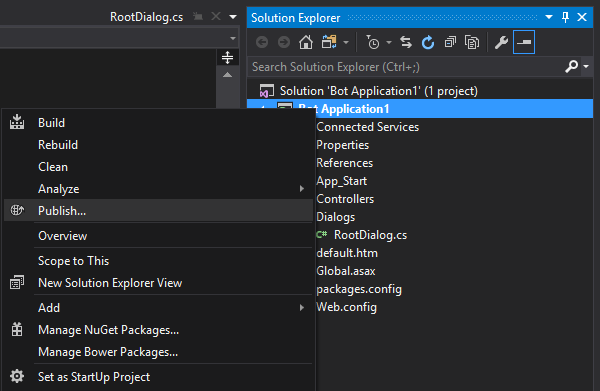 RootDialog.cs
Solution Explorer
Search Solution Explorer (Ctrl+;)
Solution 'Bot Application1' (1 project)
Bot Application1
Connected Services
Properties
References
App_Start
Controllers
Dialogs
C# RootDialog.cs
default.htm
Global.asax
packages.config
Web.config
Build
Rebuild
Clean
Analyze
Publish...
Overview
Scope to This
New Solution Explorer View
Add
Manage NuGet Packages...
Manage Bower Packages...
Set as StartUp Project